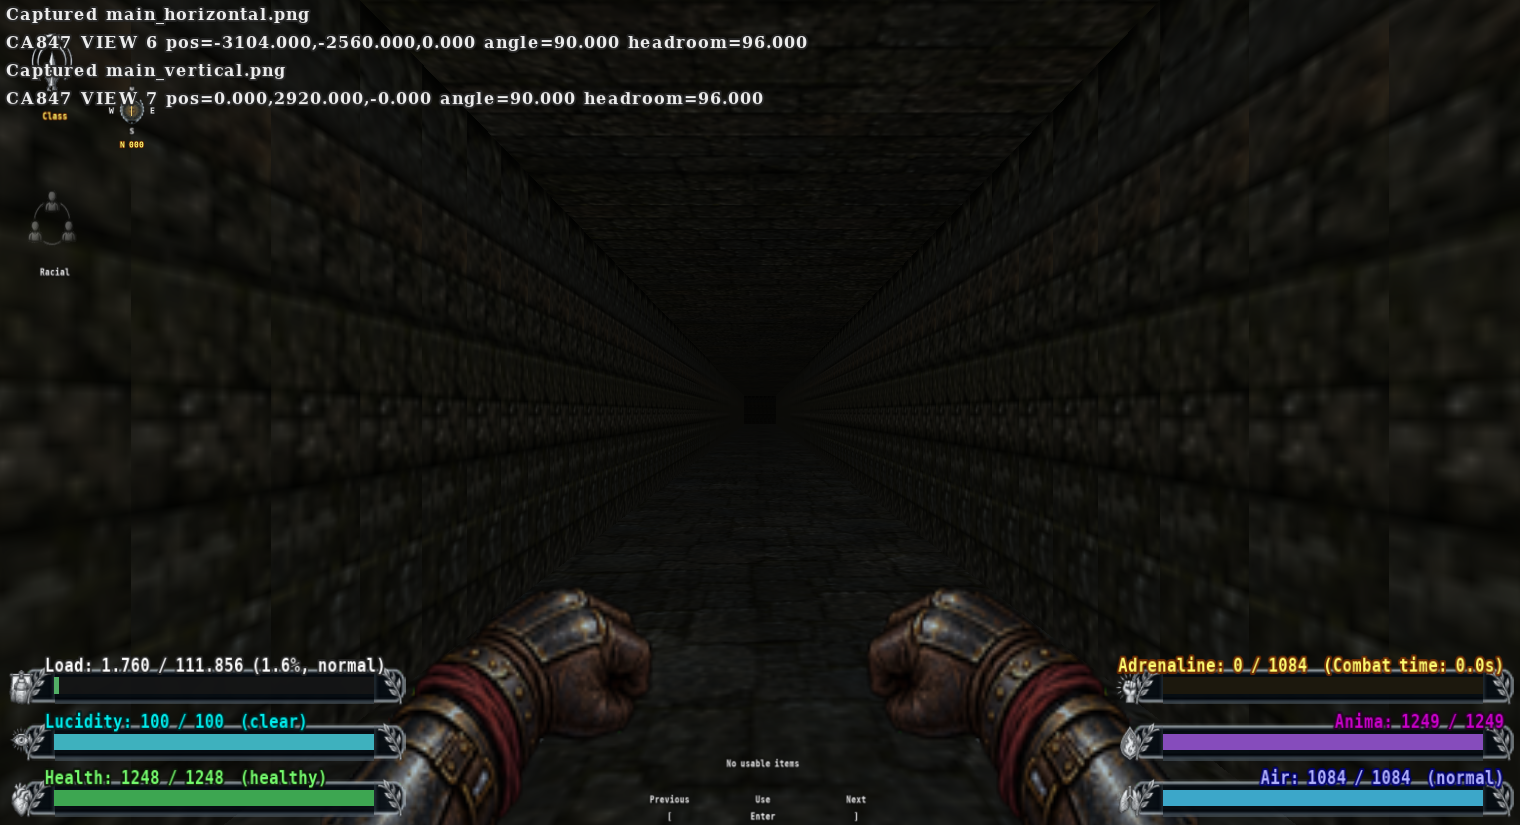 Captured main_horizontal.png
CA847 VIEW 6 pos=-3104.000,-2560.000,0.000 angle=90.000 headroom=96.000
Captured main_vertical.png
CA847 VIEW 7 pos=0.000,2920.000,-0.000 angle=90.000 headroom=96.000
W E
Class
S
N 000
Racial
Load: 1.760 / 111.856 (1.6%, normal)
Adrenaline: 0 / 1084 (Combat time: 0.0s)
Lucidity: 100 / 100 (clear)
Anima: 1249 / 1249
No usable items
Health: 1248 / 1248 (healthy)
Air: 1084 / 1084 (normal)
Previous Use Next
[ Enter ]